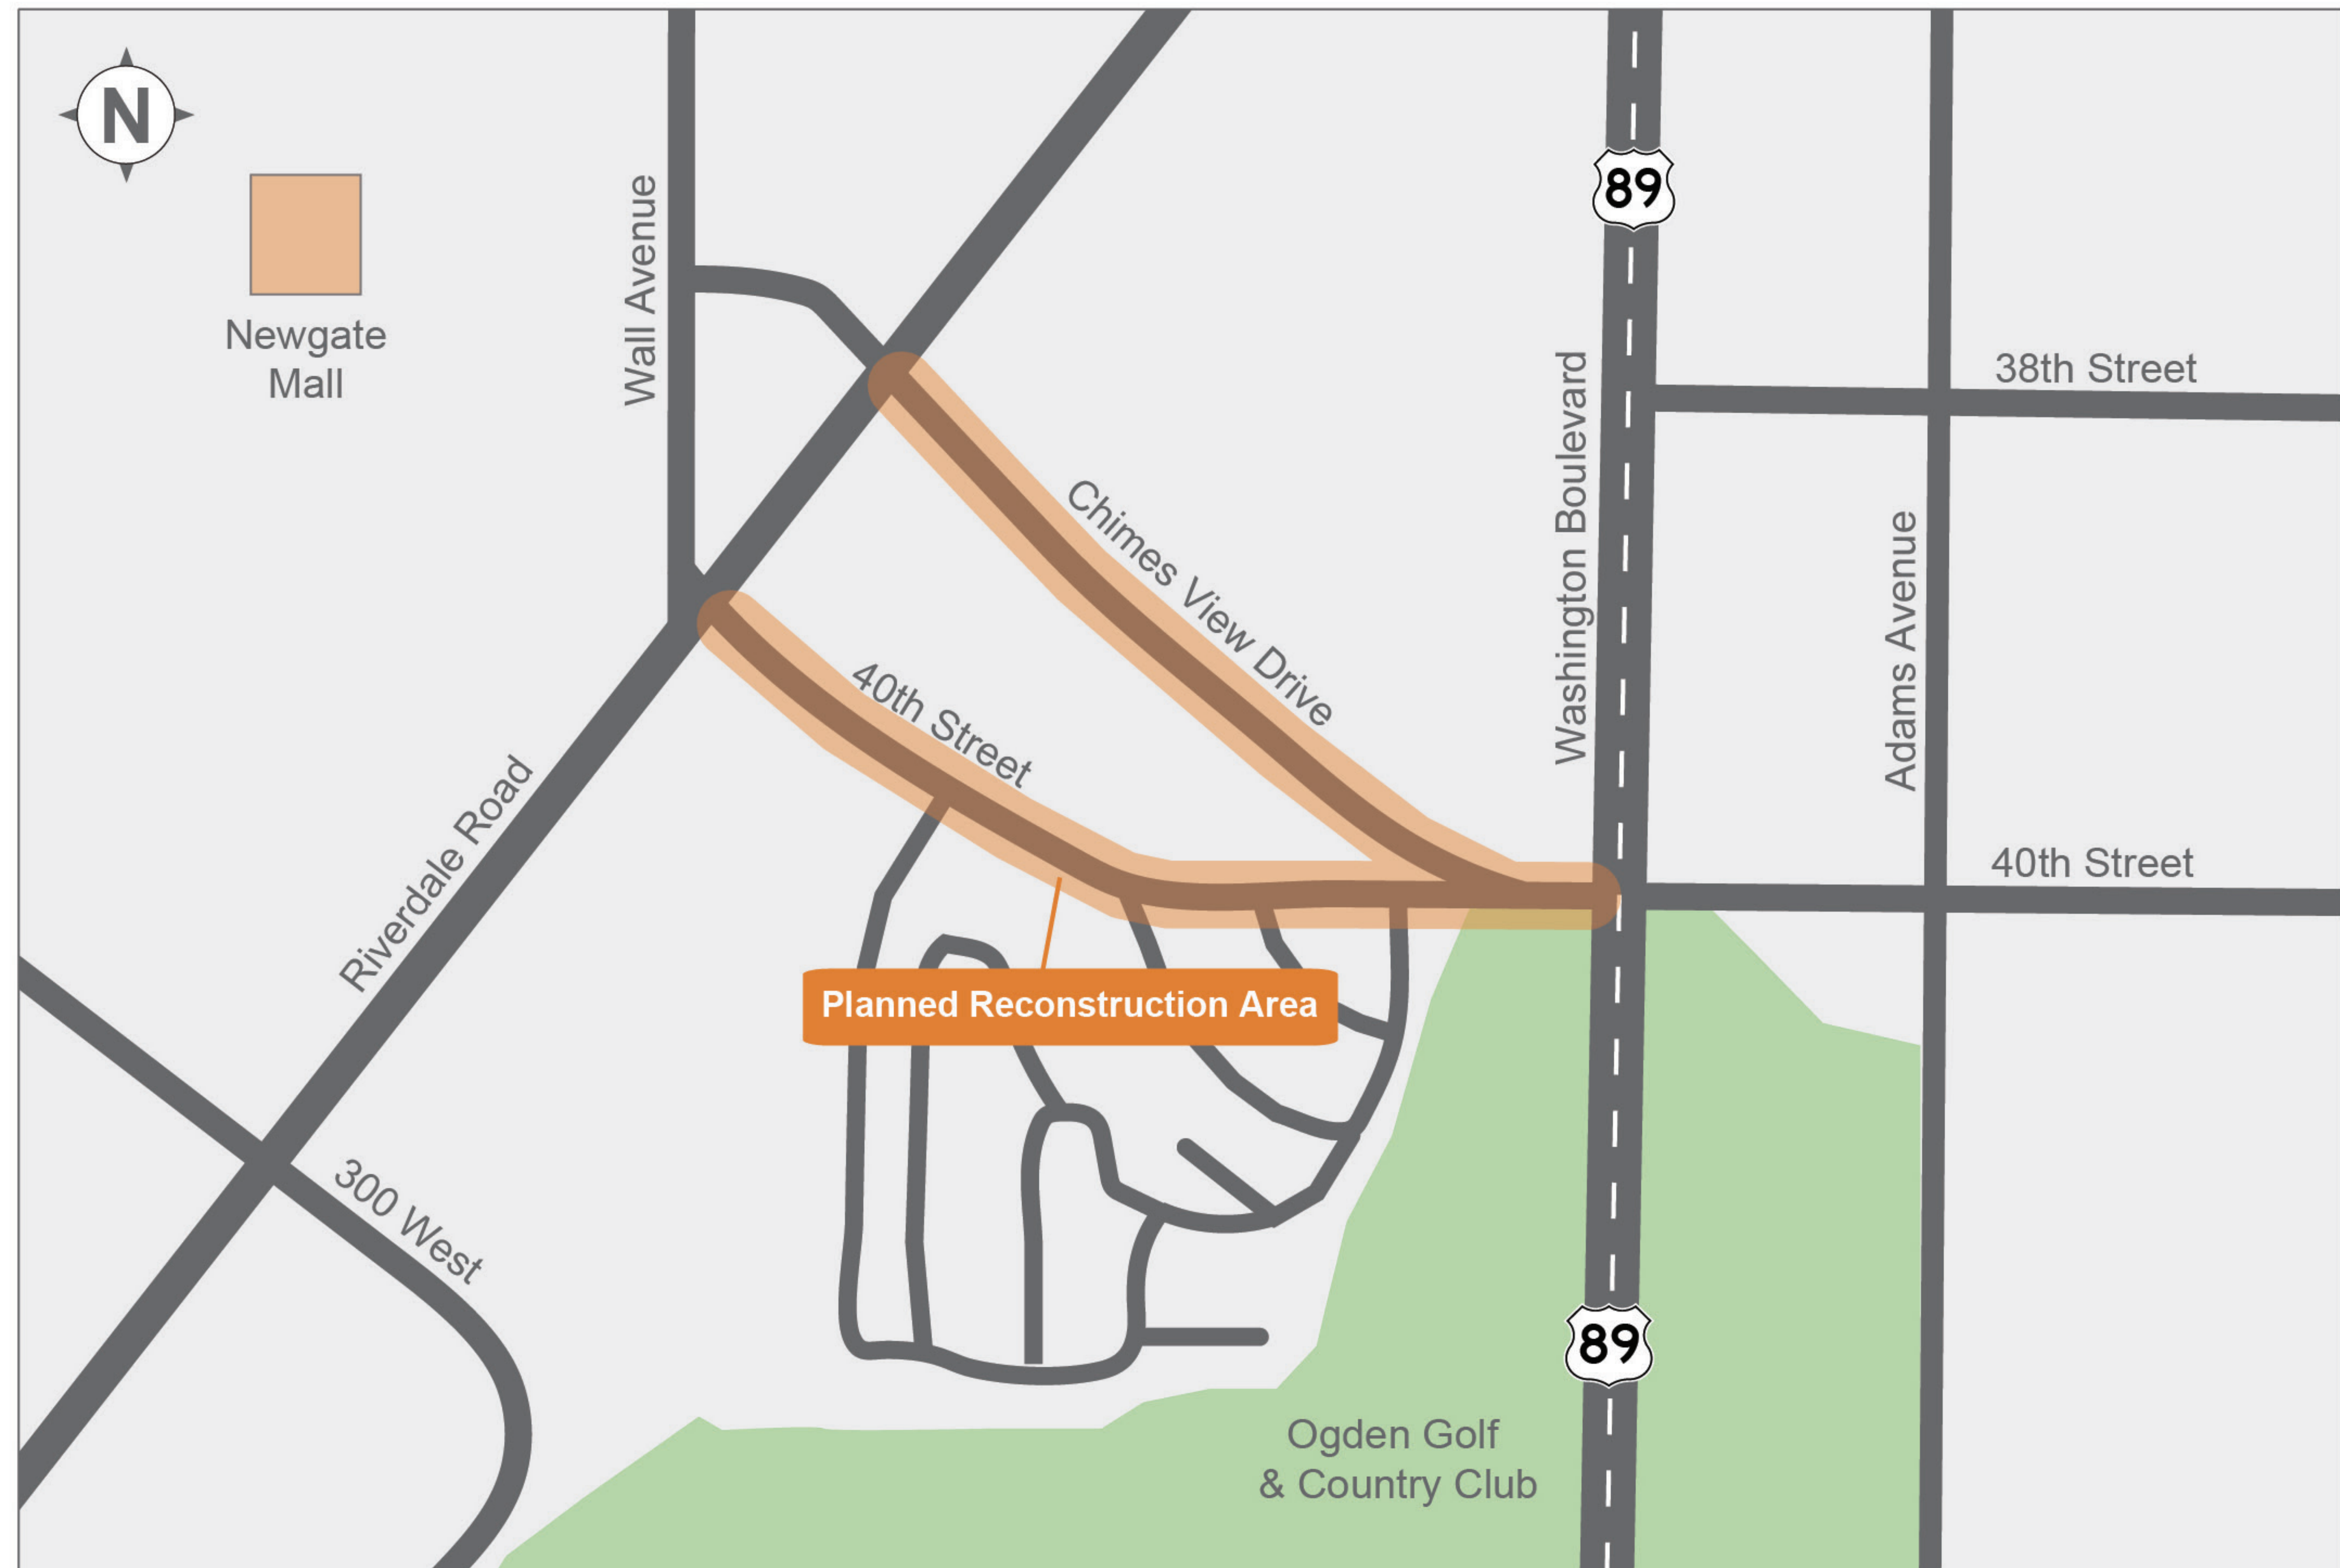 N
89
Newgate
Mall
Wall Avenue
38th Street
Washington Boulevard
Chimes View Drive
Adams Avenue
40th Street
40th Street
Riverdale Road
Planned Reconstruction Area
300 West
89
Ogden Golf
& Country Club